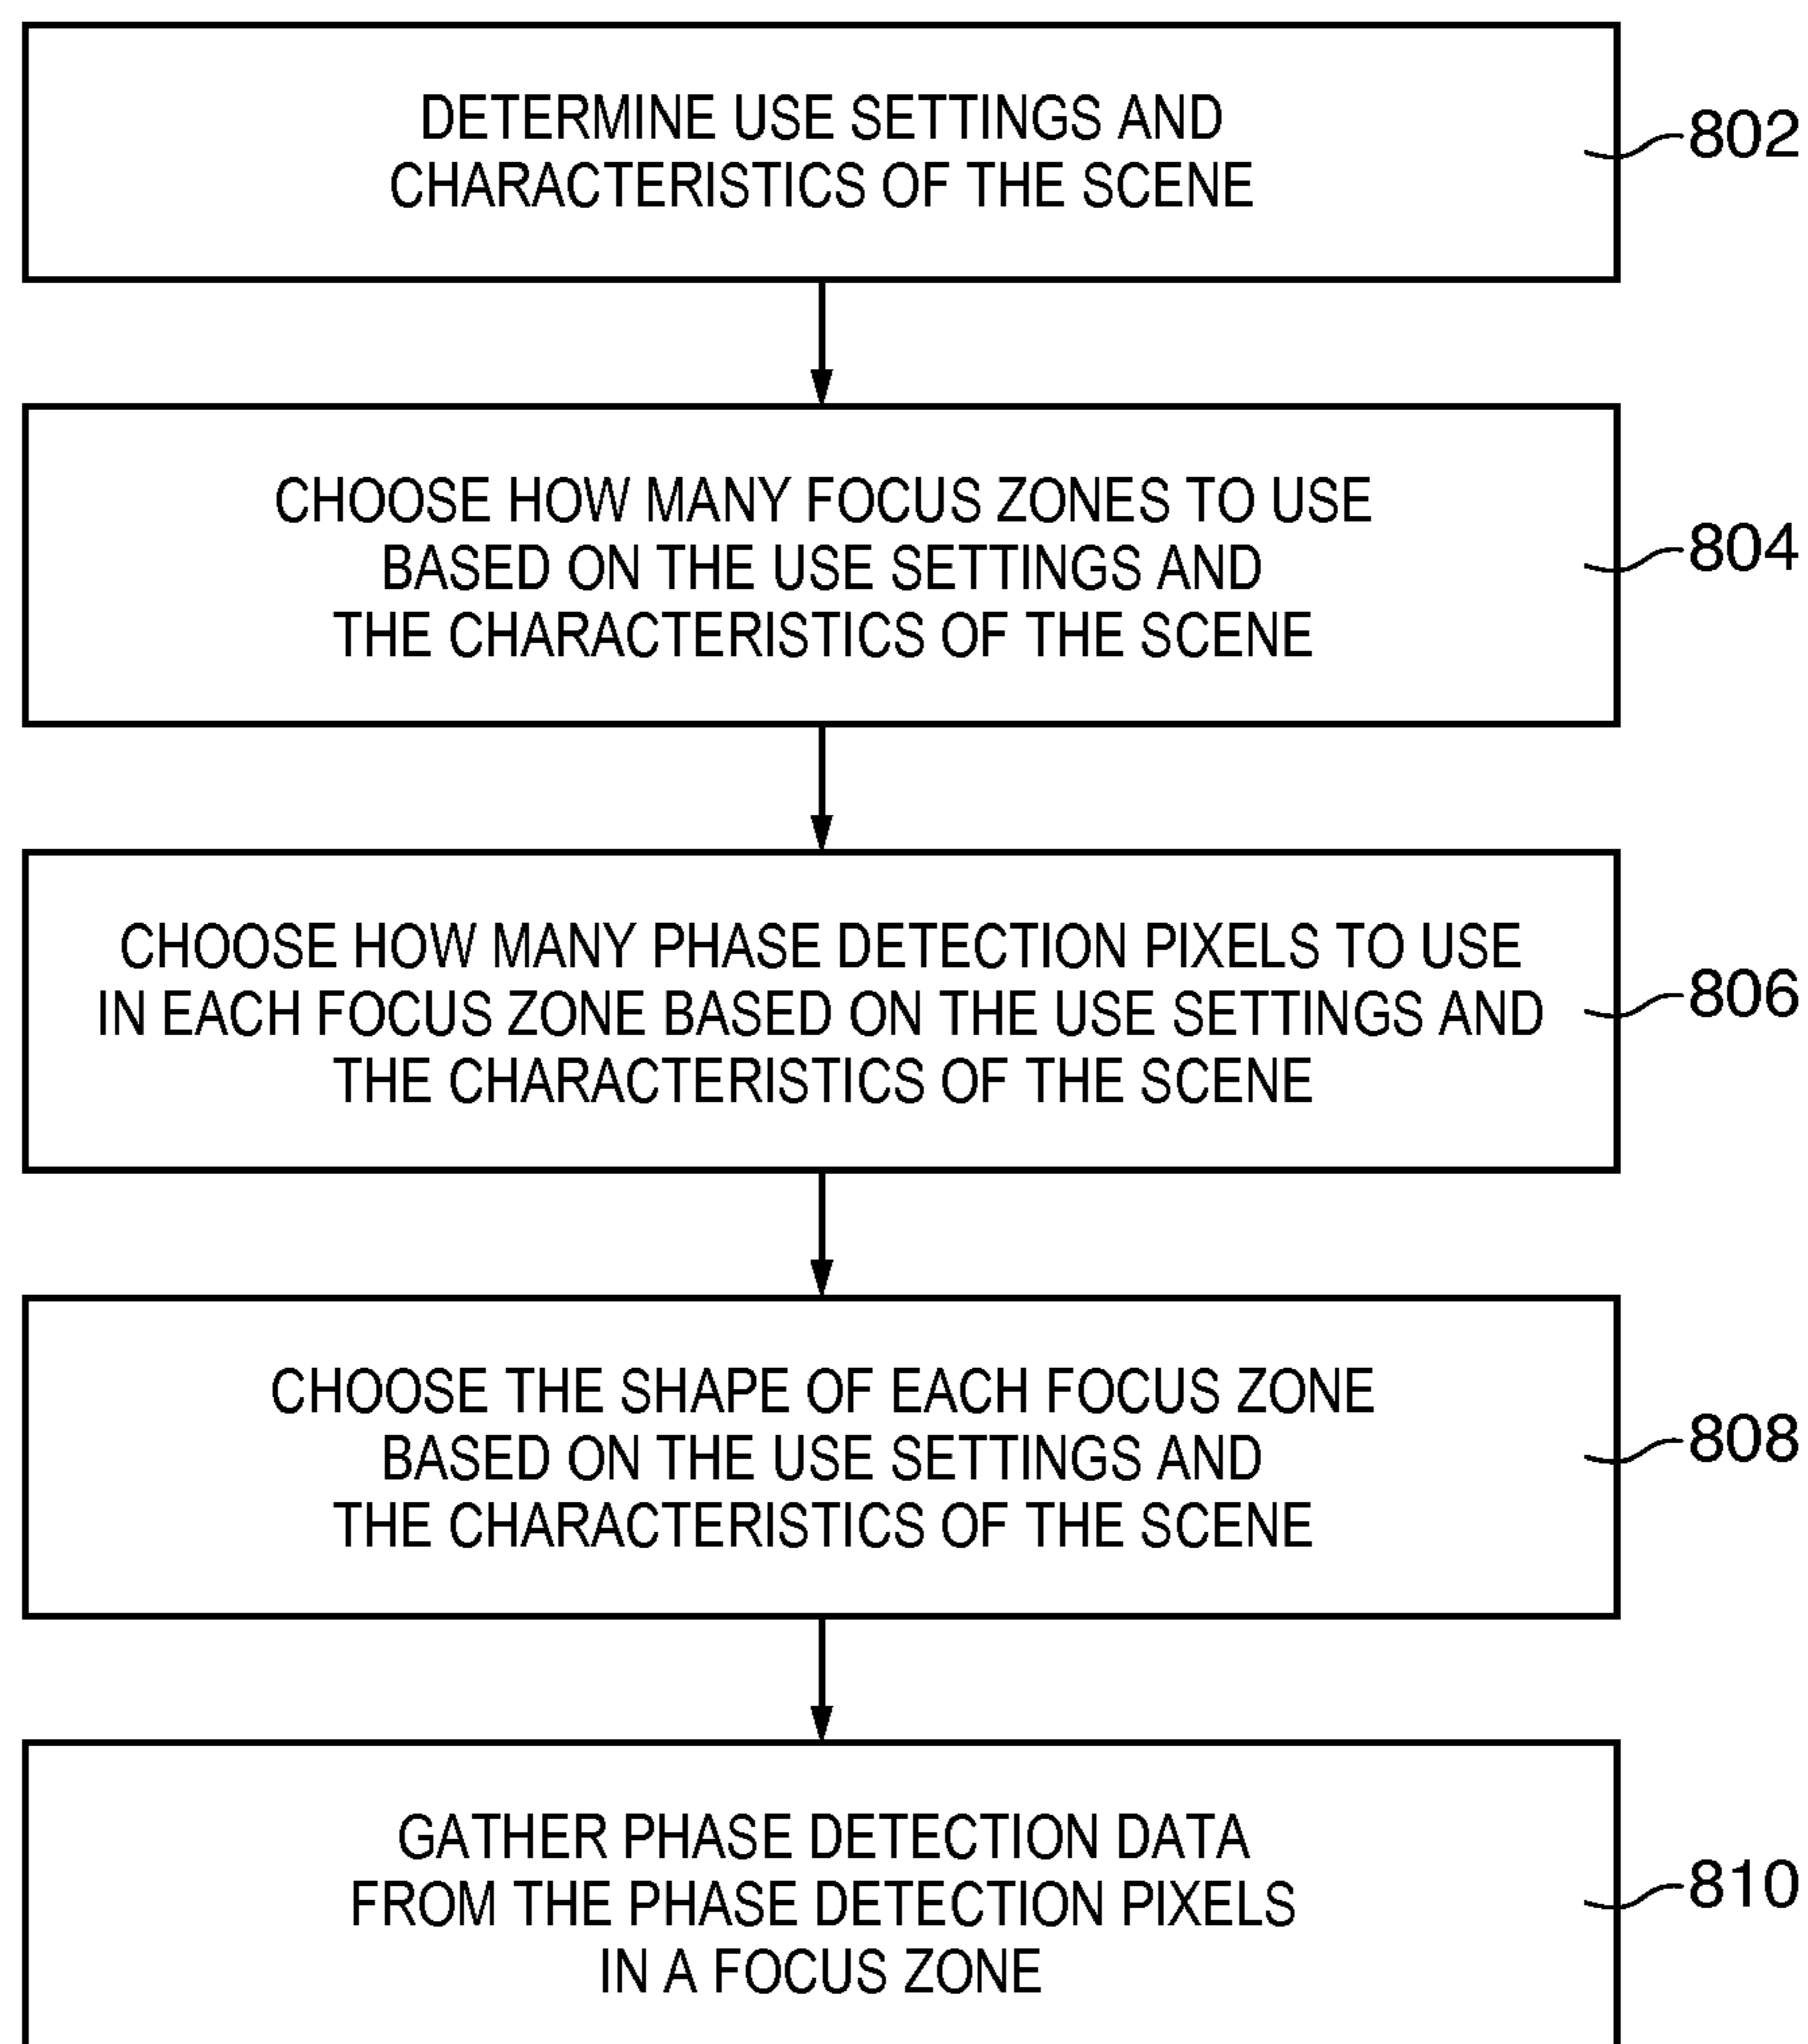 DETERMINE USE SETTINGS AND
CHARACTERISTICS OF THE SCENE
802
CHOOSE HOW MANY FOCUS ZONES TO USE
BASED ON THE USE SETTINGS AND
THE CHARACTERISTICS OF THE SCENE
804
CHOOSE HOW MANY PHASE DETECTION PIXELS TO USE
IN EACH FOCUS ZONE BASED ON THE USE SETTINGS AND
THE CHARACTERISTICS OF THE SCENE
806
CHOOSE THE SHAPE OF EACH FOCUS ZONE
BASED ON THE USE SETTINGS AND
THE CHARACTERISTICS OF THE SCENE
808
GATHER PHASE DETECTION DATA
FROM THE PHASE DETECTION PIXELS
IN A FOCUS ZONE
810